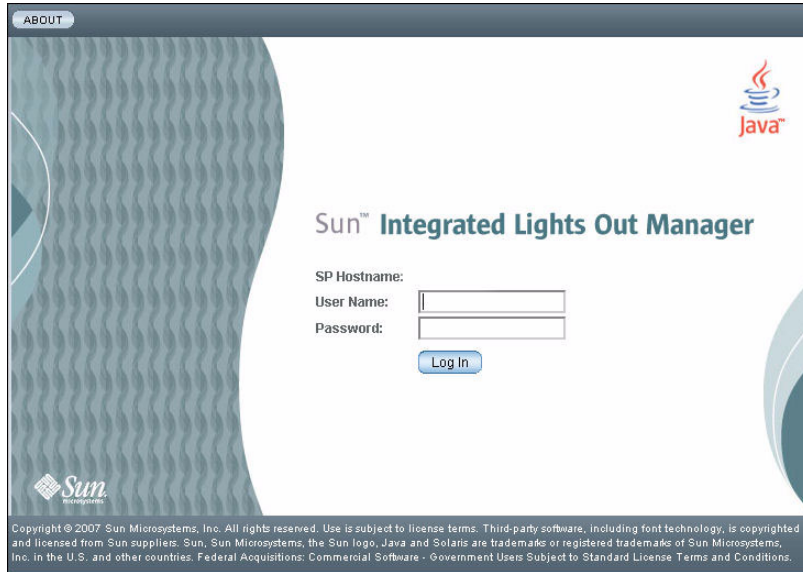 ABOUT
Java™
Sun™ Integrated Lights Out Manager
SP Hostname:
User Name:
Password:
Log In
Sun
microsystems
Copyright © 2007 Sun Microsystems, Inc. All rights reserved. Use is subject to license terms. Third-party software, including font technology, is copyrighted
and licensed from Sun suppliers. Sun, Sun Microsystems, the Sun logo, Java and Solaris are trademarks or registered trademarks of Sun Microsystems,
Inc. in the U.S. and other countries. Federal Acquisitions: Commercial Software - Government Users Subject to Standard License Terms and Conditions.